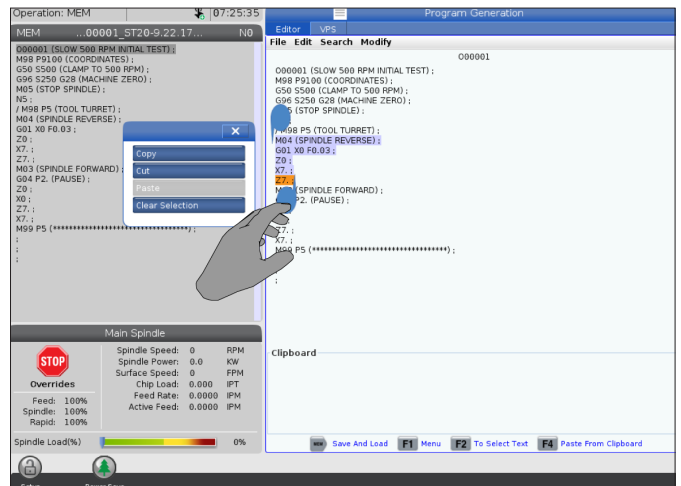 Operation: MEM
07:25:35
Program Generation
MEM ...00001_ST20-9.22.17... N0
O00001 (SLOW 500 RPM INITIAL TEST) ;
M98 P9100 (COORDINATES) ;
G50 S500 (CLAMP TO 500 RPM) ;
G96 S250 G28 (MACHINE ZERO) ;
M05 (STOP SPINDLE) ;
N5 ;
/ M98 P5 (TOOL TURRET) ;
M04 (SPINDLE REVERSE) ;
G01 X0 F0.03 ;
Z0 ;
X7. ;
Z7. ;
M03 (SPINDLE FORWARD) ;
G04 P2. (PAUSE) ;
Z0 ;
X0 ;
Z7. ;
X7. ;
M99 P5 (**********************************) ;
;
;
;
Copy
Cut
Paste
Clear Selection
Editor VPS
File Edit Search Modify
O00001
O00001 (SLOW 500 RPM INITIAL TEST) ;
M98 P9100 (COORDINATES) ;
G50 S500 (CLAMP TO 500 RPM) ;
G96 S250 G28 (MACHINE ZERO) ;
(STOP SPINDLE) ;
/ M98 P5 (TOOL TURRET) ;
M04 (SPINDLE REVERSE) ;
G01 X0 F0.03 ;
Z0 ;
X7. ;
Z7. ;
(SPINDLE FORWARD) ;
P2. (PAUSE) ;
Z7. ;
X7. ;
M99 P5 (**********************************) ;
;
Main Spindle
STOP
Overrides
Feed: 100%
Spindle: 100%
Rapid: 100%
Spindle Speed: 0 RPM
Spindle Power: 0.0 KW
Surface Speed: 0 FPM
Chip Load: 0.000 IPT
Feed Rate: 0.0000 IPM
Active Feed: 0.0000 IPM
Spindle Load(%) 0%
Clipboard
Save And Load F1 Menu F2 To Select Text F4 Paste From Clipboard